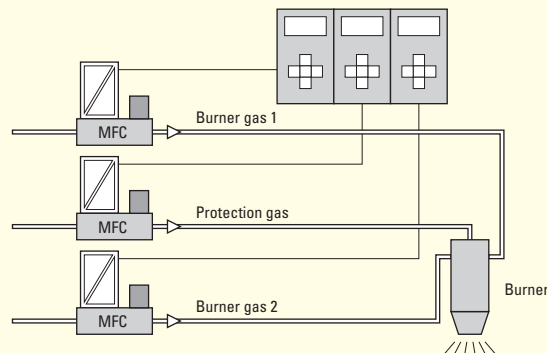 Burner gas 1
MFC
Protection gas
MFC
Burner
Burner gas 2
MFC